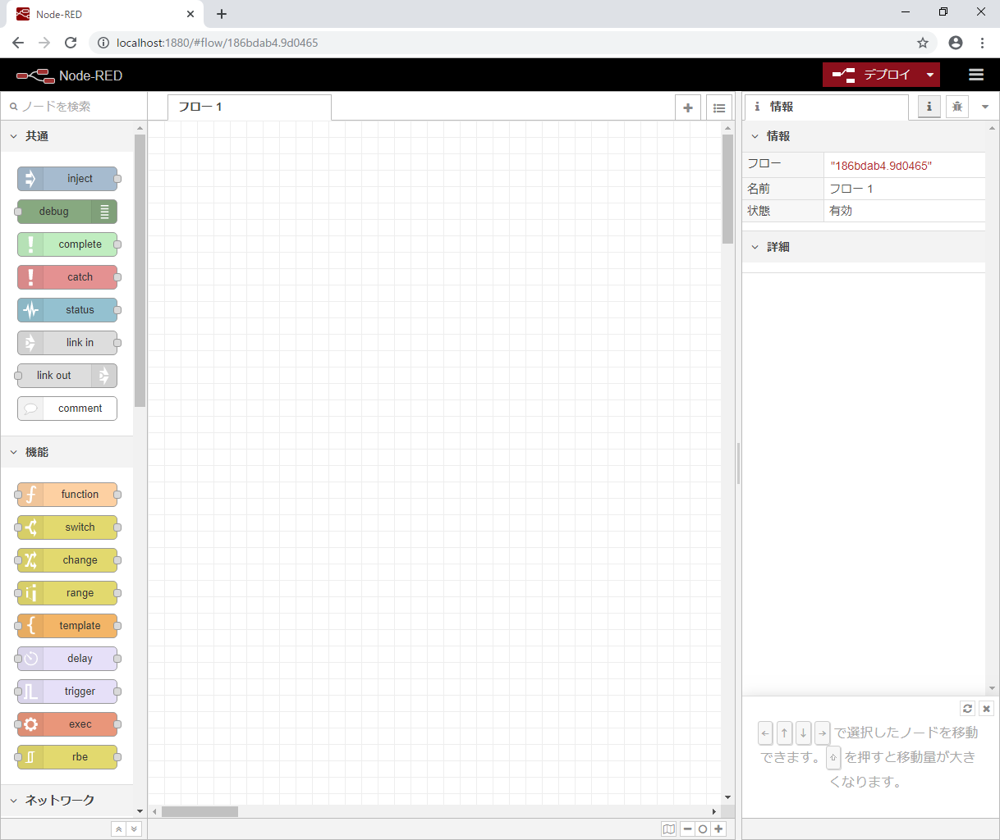 Node-RED
localhost:1880/#flow/186bdab4.9d0465
Node-RED
デプロイ
ノードを検索
フロー 1
情報
共通
inject
debug
complete
catch
status
link in
link out
comment
機能
function
switch
change
range
template
delay
trigger
exec
rbe
ネットワーク
情報
フロー "186bdab4.9d0465"
名前 フロー 1
状態 有効
詳細
← ↑ ↓ → で選択したノードを移動
できます。 ⇧ を押すと移動量が大き
くなります。